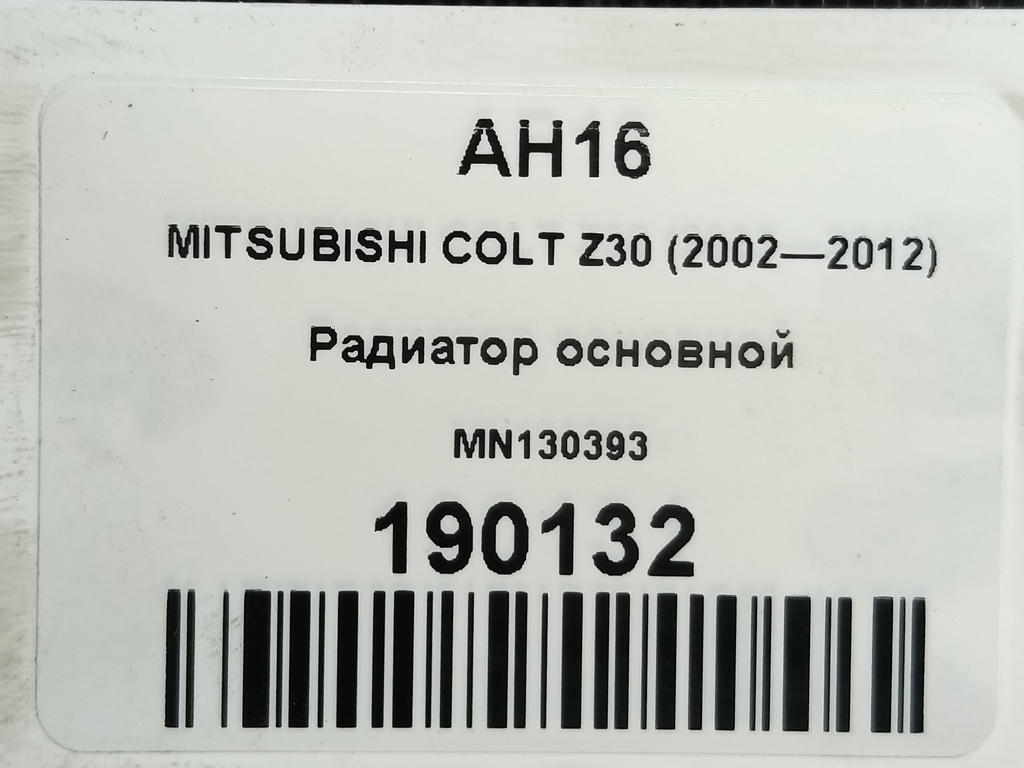 AH16
MITSUBISHI COLT Z30 (2002—2012)
Радиатор основной
MN130393
190132